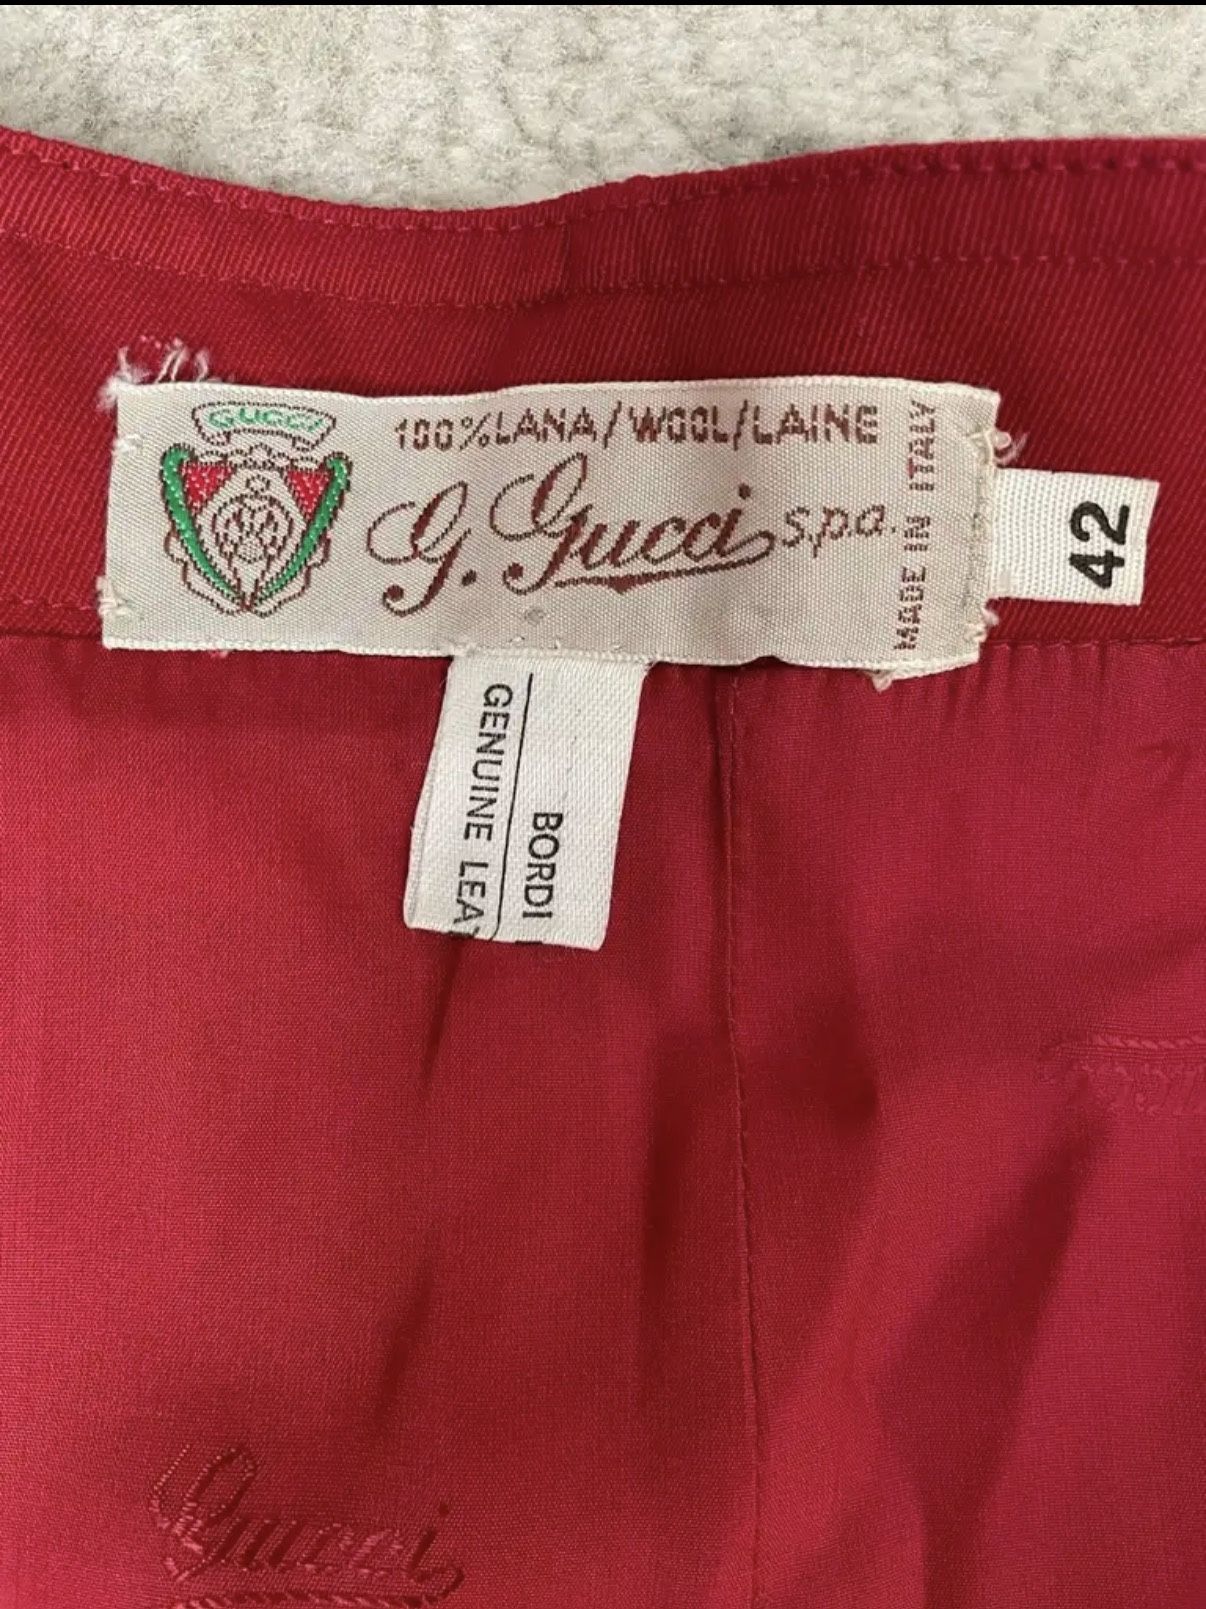 GUCCI
100% LANA/WOOL/LAINE
G. Gucci s.p.a.
MADE IN ITALY
42
BORDI
GENUINE LEA
Gucci